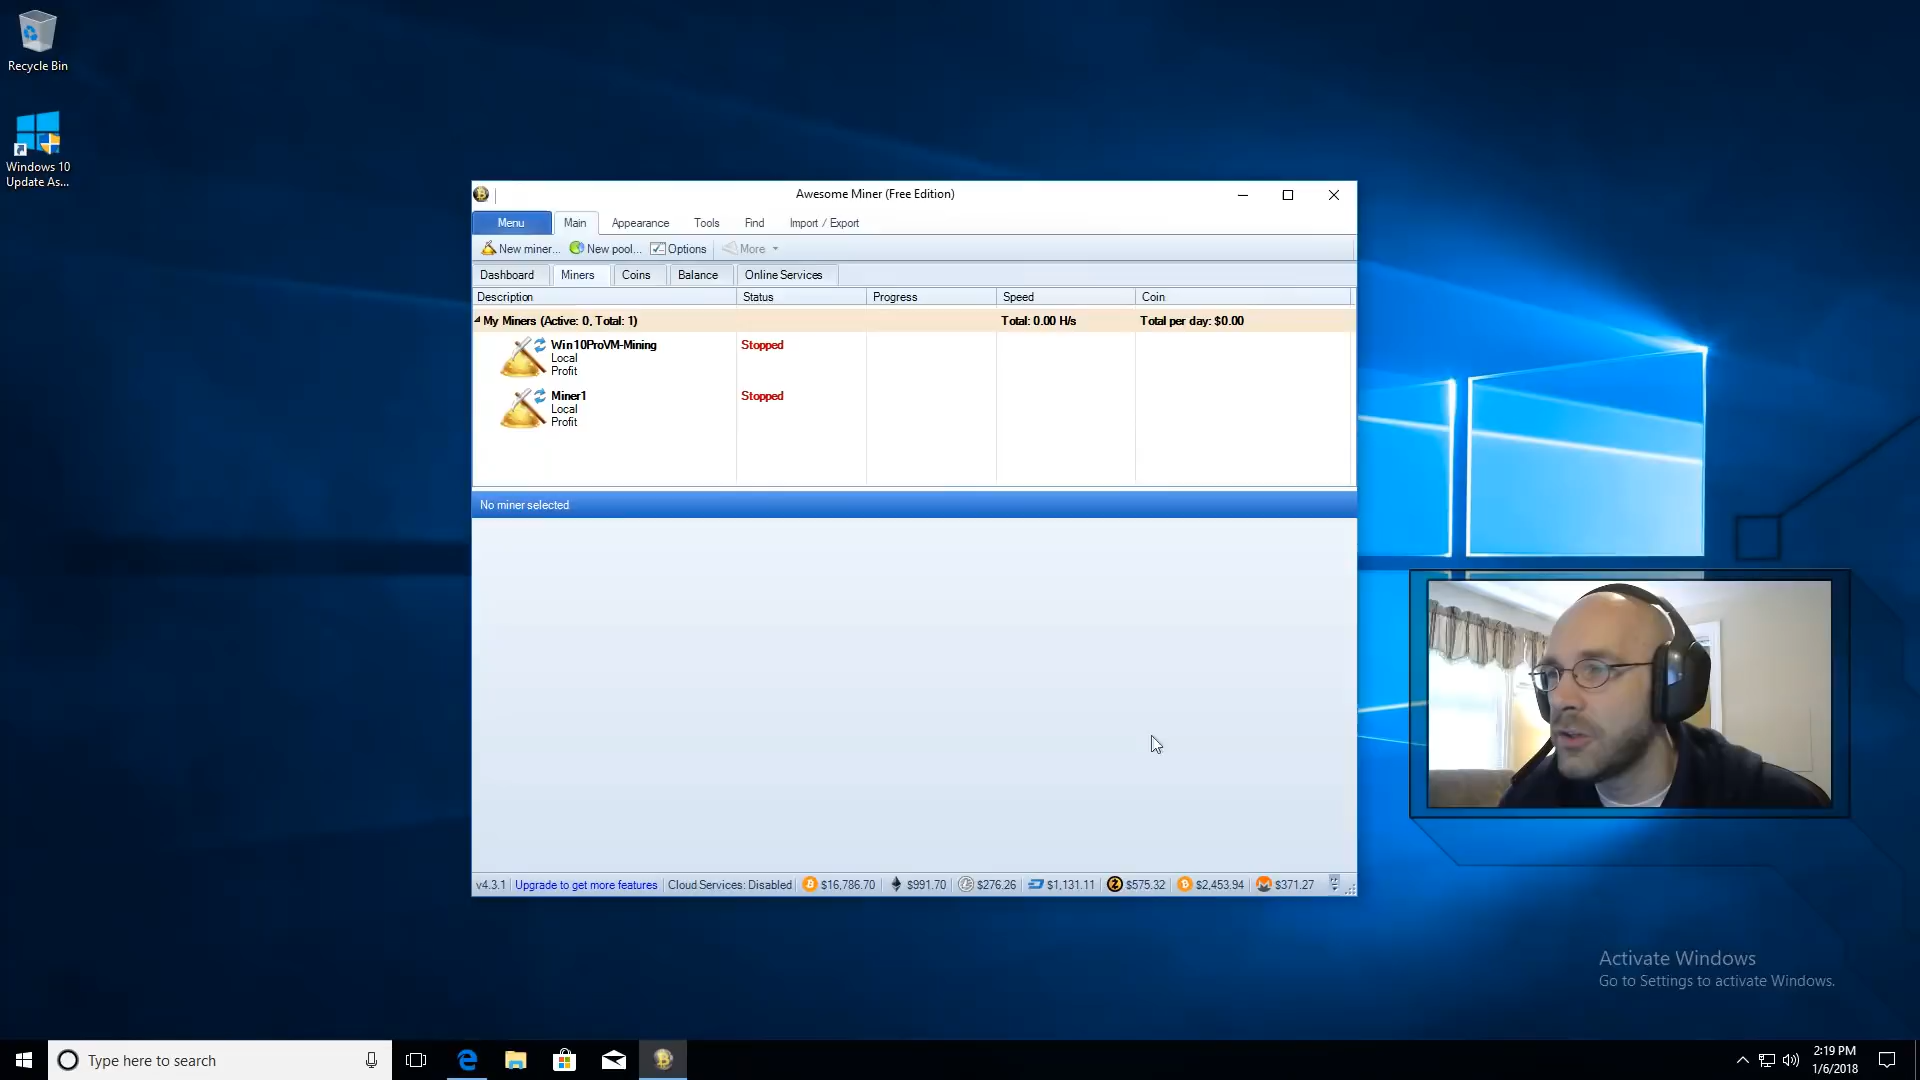 Recycle Bin
Windows 10
Update As...
Awesome Miner (Free Edition)
Menu Main Appearance Tools Find Import / Export
New miner... New pool... Options More
Dashboard Miners Coins Balance Online Services
Description Status Progress Speed Coin
My Miners (Active: 0, Total: 1) Total: 0.00 H/s Total per day: $0.00
Win10ProVM-Mining Stopped
Local
Profit
Miner1 Stopped
Local
Profit
No miner selected
v4.3.1 Upgrade to get more features Cloud Services: Disabled $16,786.70 $991.70 $276.26 $1,131.11 $575.32 $2,453.94 $371.27
Activate Windows
Go to Settings to activate Windows.
Type here to search
2:19 PM
1/6/2018